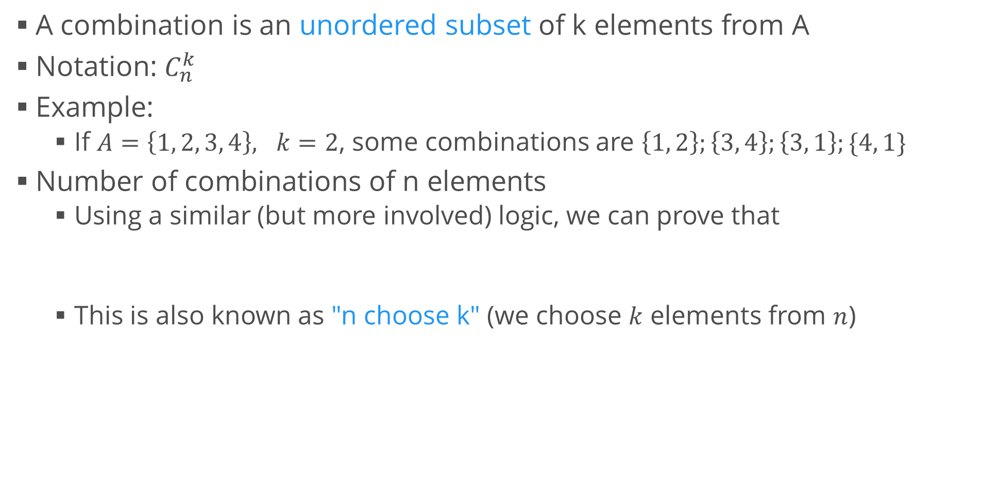 ▪ A combination is an unordered subset of k elements from A
▪ Notation: $C_n^k$
▪ Example:
▪ If $A = \{1, 2, 3, 4\}$, $k = 2$, some combinations are $\{1, 2\}; \{3, 4\}; \{3, 1\}; \{4, 1\}$
▪ Number of combinations of n elements
▪ Using a similar (but more involved) logic, we can prove that
▪ This is also known as "n choose k" (we choose $k$ elements from $n$)